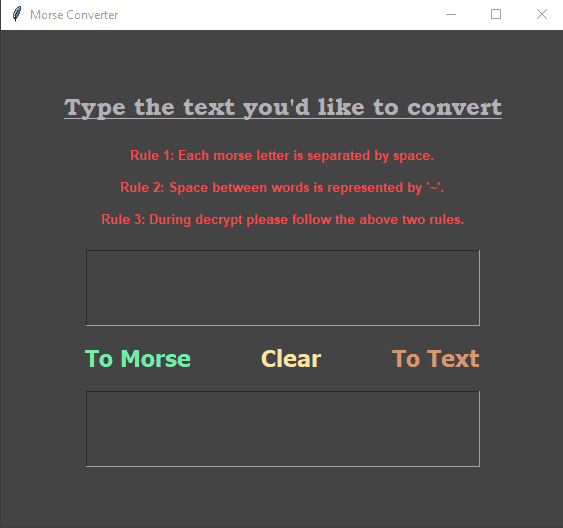 Morse Converter
Type the text you'd like to convert
Rule 1: Each morse letter is separated by space.
Rule 2: Space between words is represented by '~'.
Rule 3: During decrypt please follow the above two rules.
To Morse Clear To Text